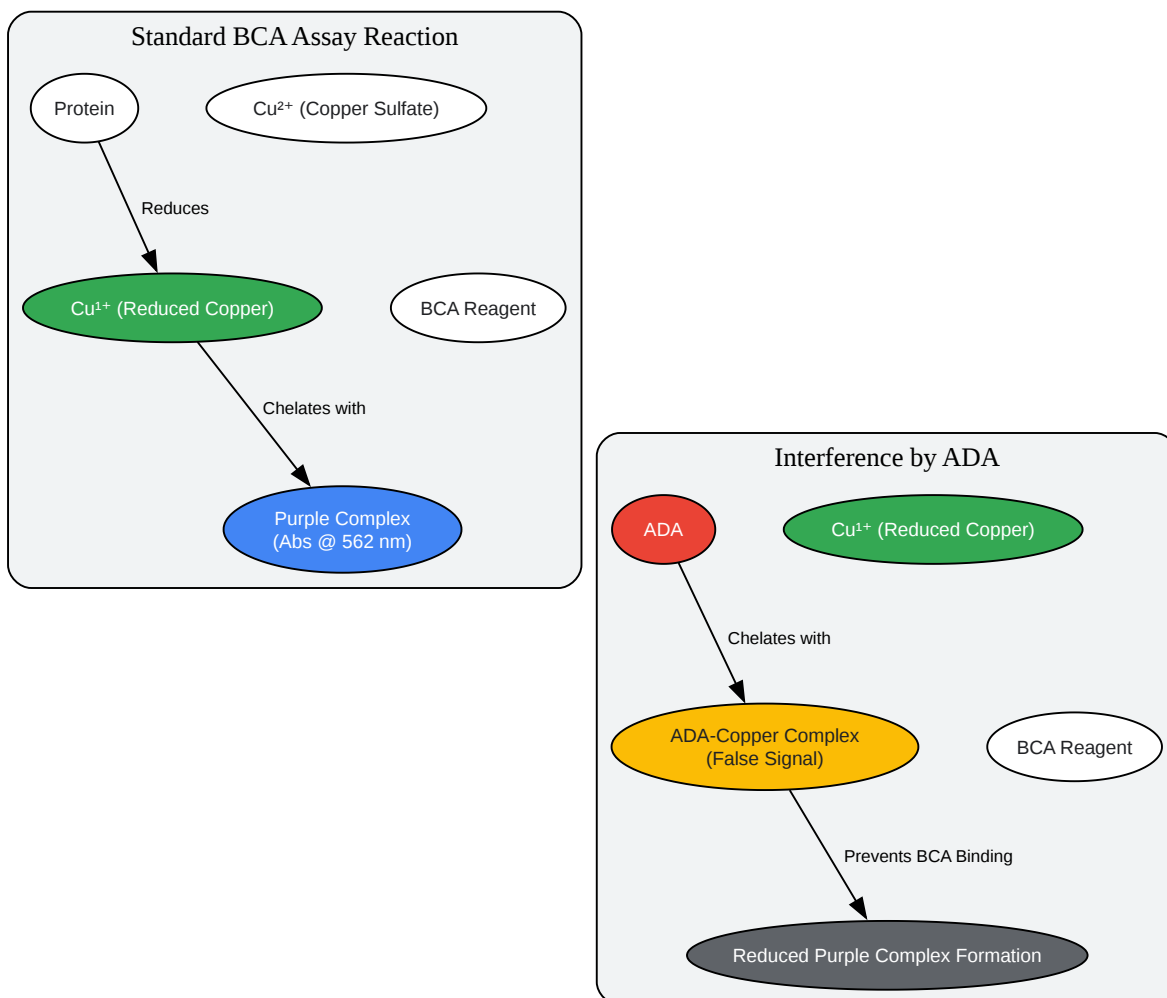 Standard BCA Assay Reaction
Protein
Cu²⁺ (Copper Sulfate)
Reduces
Cu¹⁺ (Reduced Copper)
BCA Reagent
Chelates with
Purple Complex
(Abs @ 562 nm)
Interference by ADA
ADA
Cu¹⁺ (Reduced Copper)
Chelates with
ADA-Copper Complex
(False Signal)
BCA Reagent
Prevents BCA Binding
Reduced Purple Complex Formation